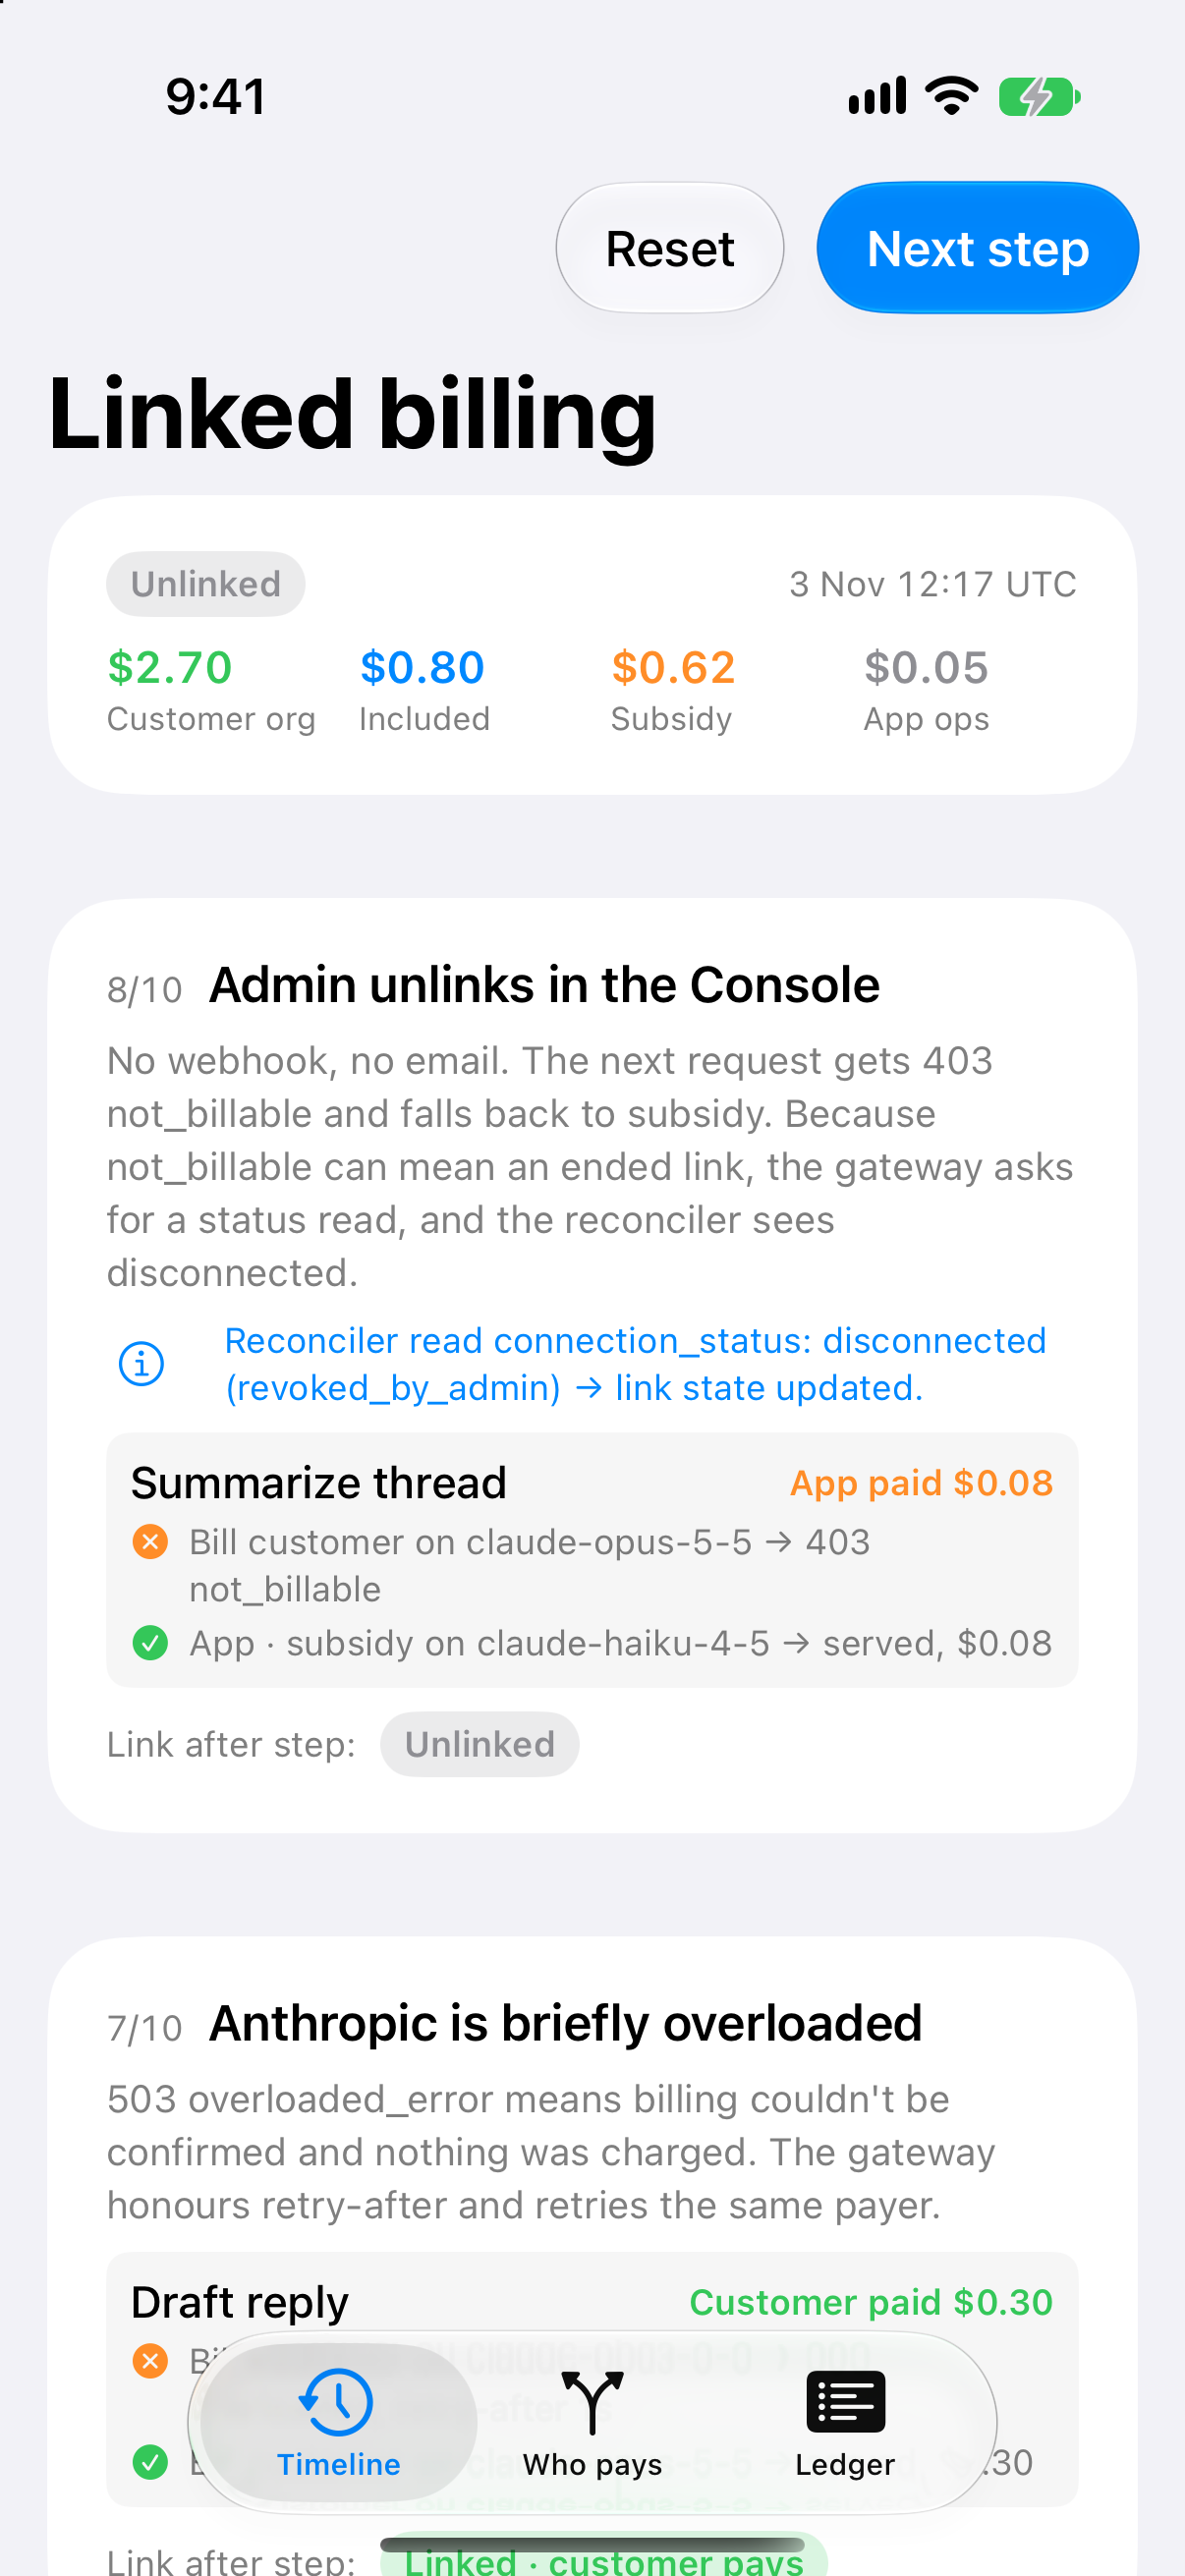 9:41
Reset
Next step
Linked billing
Unlinked
3 Nov 12:17 UTC
$2.70
$0.80
$0.62
$0.05
Customer org
Included
Subsidy
App ops
8/10 Admin unlinks in the Console
No webhook, no email. The next request gets 403
not_billable and falls back to subsidy. Because
not_billable can mean an ended link, the gateway asks
for a status read, and the reconciler sees
disconnected.
Reconciler read connection_status: disconnected
(revoked_by_admin) → link state updated.
Summarize thread
App paid $0.08
Bill customer on claude-opus-5-5 → 403
not_billable
App · subsidy on claude-haiku-4-5 → served, $0.08
Link after step: Unlinked
7/10 Anthropic is briefly overloaded
503 overloaded_error means billing couldn't be
confirmed and nothing was charged. The gateway
honours retry-after and retries the same payer.
Draft reply
Customer paid $0.30
.30
Timeline
Who pays
Ledger
Link after step: Linked · customer pays